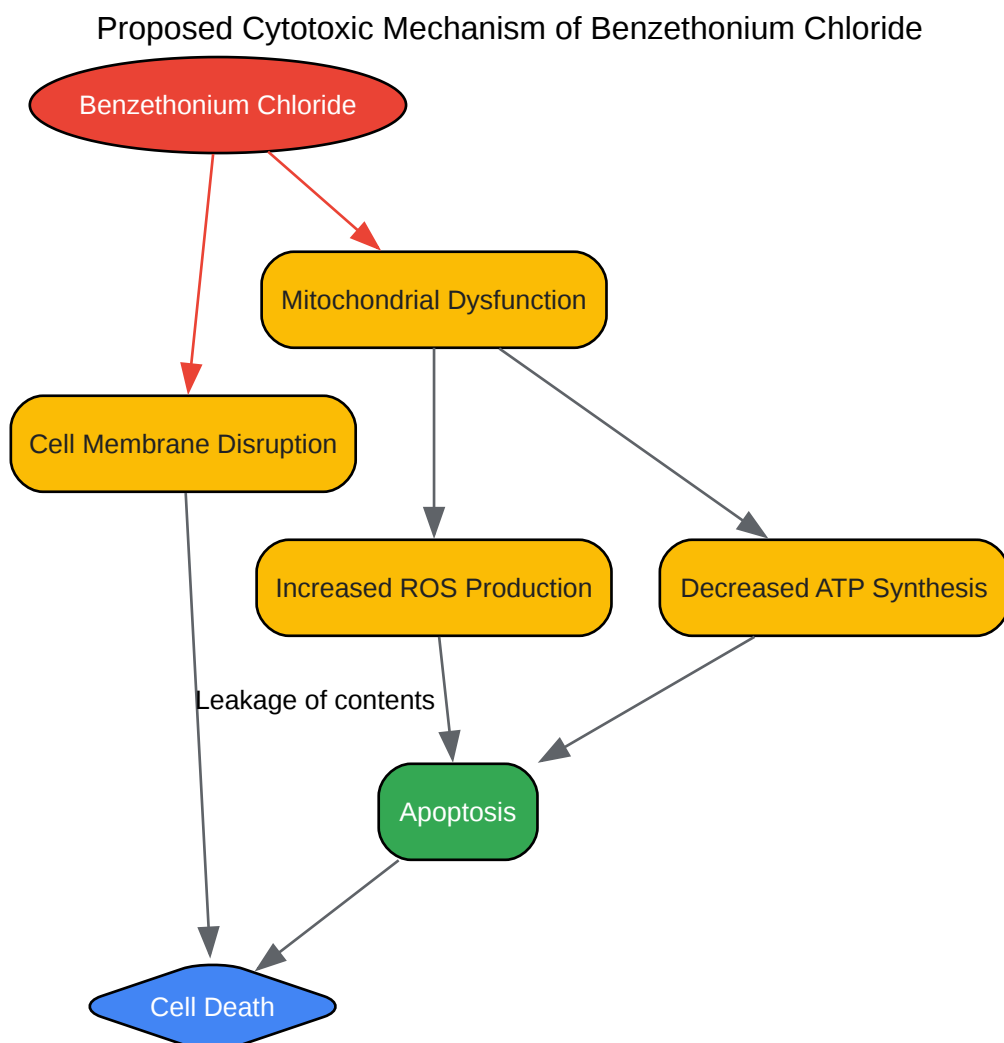 Proposed Cytotoxic Mechanism of Benzethonium Chloride
Benzethonium Chloride
Mitochondrial Dysfunction
Cell Membrane Disruption
Increased ROS Production
Decreased ATP Synthesis
Leakage of contents
Apoptosis
Cell Death